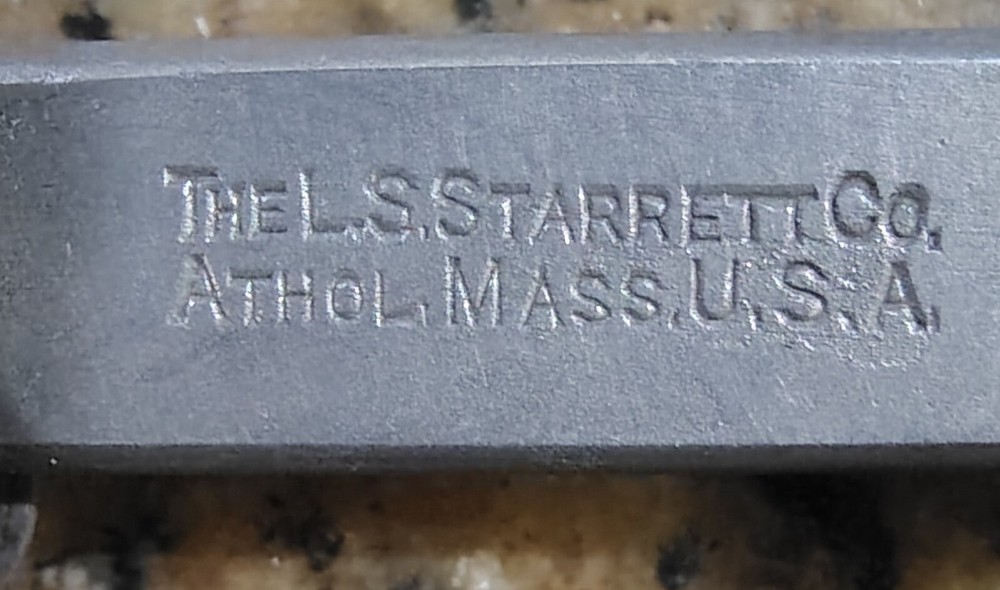 THE L.S. STARRETT CO.
ATHOL, MASS. U.S.A.